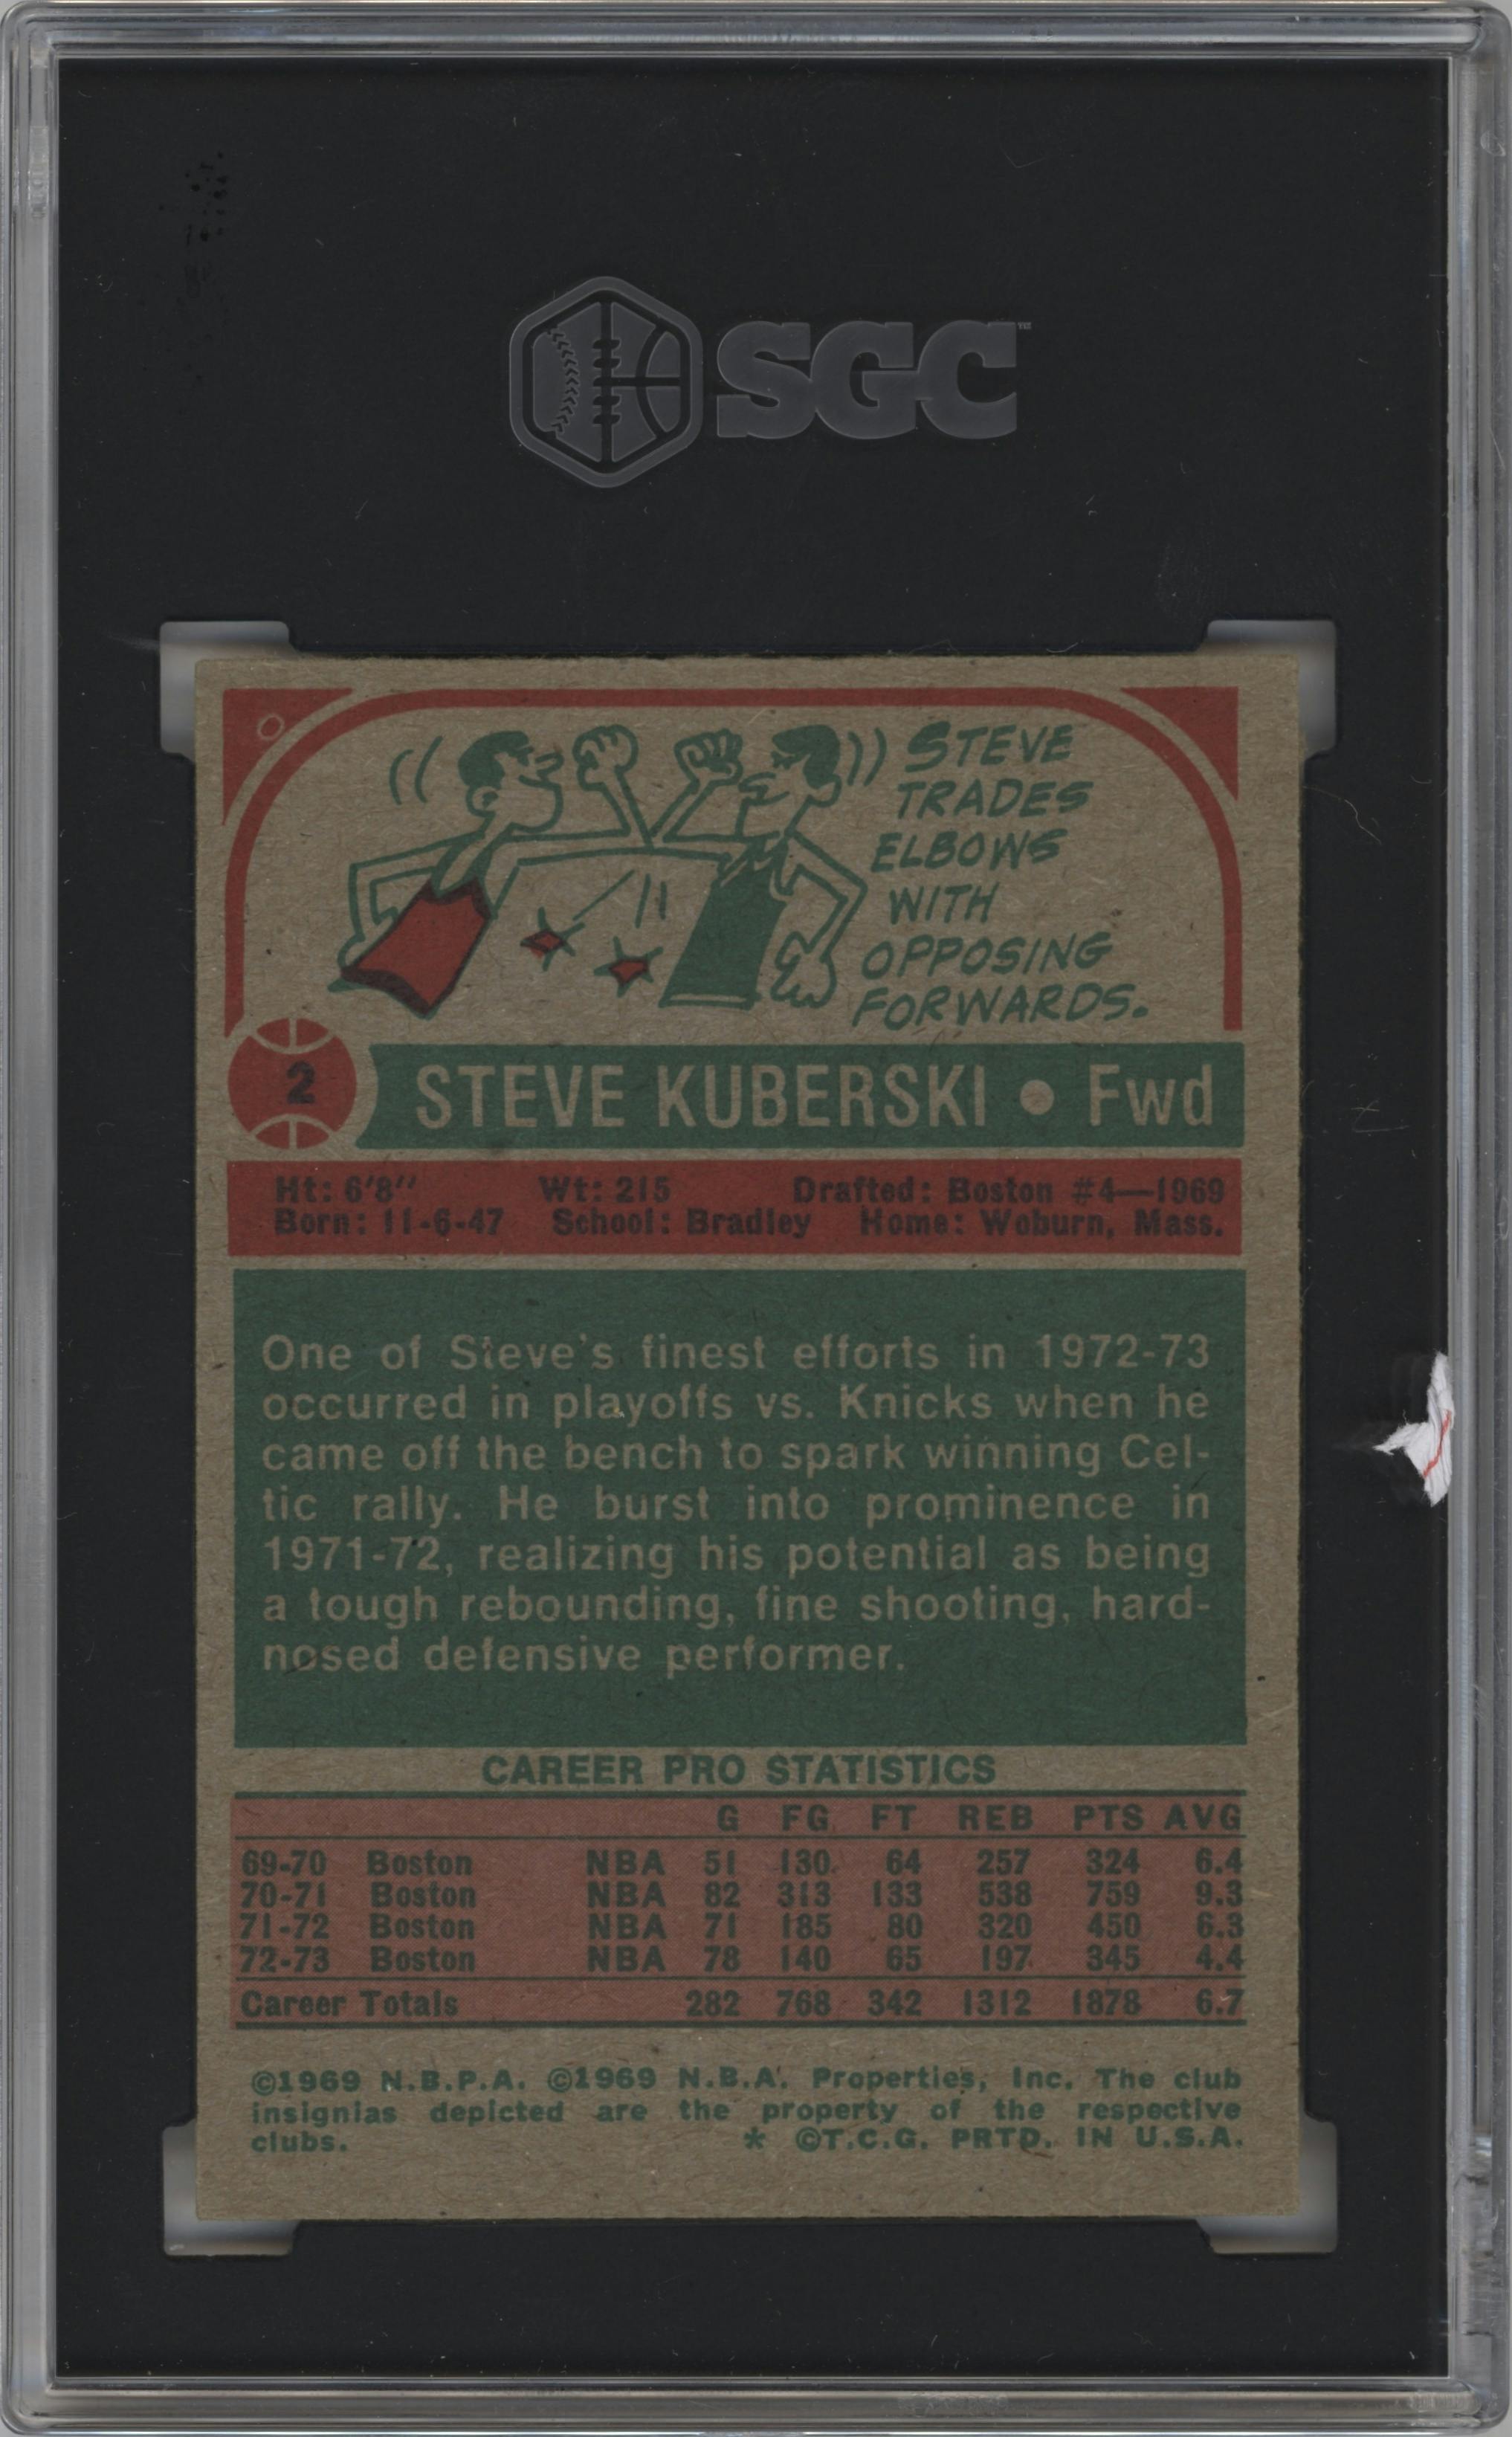 SGC™
STEVE
TRADES
ELBOWS
WITH
OPPOSING
FORWARDS.
2 STEVE KUBERSKI • Fwd
Ht: 6'8" Wt: 215 Drafted: Boston #4—1969
Born: 11-6-47 School: Bradley Home: Woburn, Mass.
One of Steve's finest efforts in 1972-73
occurred in playoffs vs. Knicks when he
came off the bench to spark winning Cel-
tic rally. He burst into prominence in
1971-72, realizing his potential as being
a tough rebounding, fine shooting, hard-
nosed defensive performer.
CAREER PRO STATISTICS
G FG FT REB PTS AVG
69-70 Boston NBA 51 130 64 257 324 6.4
70-71 Boston NBA 82 313 133 538 759 9.3
71-72 Boston NBA 71 185 80 320 450 6.3
72-73 Boston NBA 78 140 65 197 345 4.4
Career Totals 282 768 342 1312 1878 6.7
©1969 N.B.P.A. ©1969 N.B.A. Properties, Inc. The club
insignias depicted are the property of the respective
clubs. * ©T.C.G. PRTD. IN U.S.A.